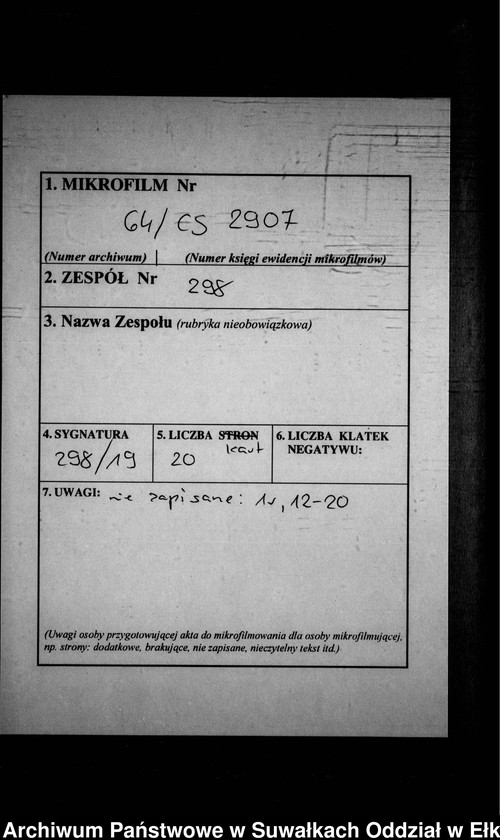 1. MIKROFILM Nr
64/ES 2907
(Numer archiwum) | (Numer księgi ewidencji mikrofilmów)
2. ZESPÓŁ Nr 298
3. Nazwa Zespołu (rubryka nieobowiązkowa)
4. SYGNATURA
298/19
5. LICZBA STRON
kart
20
6. LICZBA KLATEK
NEGATYWU:
7. UWAGI: nie zapisane: 1v, 12-20
(Uwagi osoby przygotowującej akta do mikrofilmowania dla osoby mikrofilmującej,
np. strony: dodatkowe, brakujące, nie zapisane, nieczytelny tekst itd.)
Archiwum Państwowe w Suwałkach Oddział w Ełk